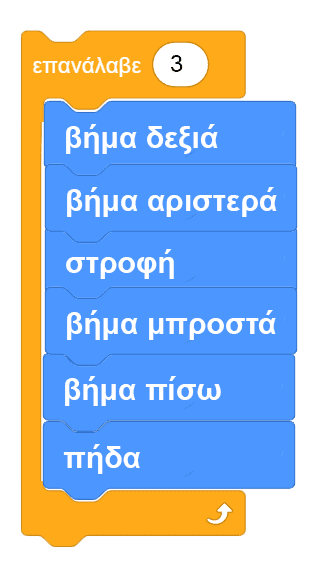 επανάλαβε 3
βήμα δεξιά
βήμα αριστερά
στροφή
βήμα μπροστά
βήμα πίσω
πήδα